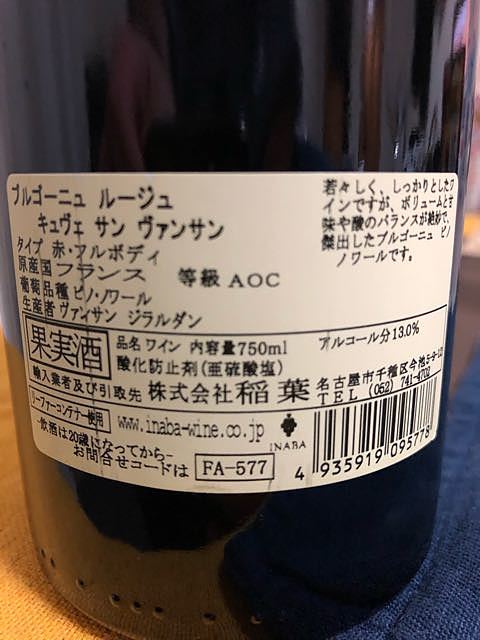 ブルゴーニュ ルージュ
キュヴェ サン ヴァンサン
タイプ 赤・フルボディ
原産国 フランス 等級 AOC
葡萄品種 ピノ・ノワール
生産者 ヴァイサン ジラルダン
若々しく、しっかりとしたワ
インですが、ボリュームと甘
味や酸のバランスが絶妙で、
傑出したブルゴーニュ ピノ
ノワールです。
果実酒
品名 ワイン 内容量750ml アルコール分13.0%
酸化防止剤(亜硫酸塩)
輸入業者及び引取先 株式会社 稲葉
名古屋市千種区今池5-9-12
TEL (052) 741-4702
リーファーコンテナー使用
www.inaba-wine.co.jp
INABA
-飲酒は20歳になってから-
お問合せコードは FA-577
4 935919 095778